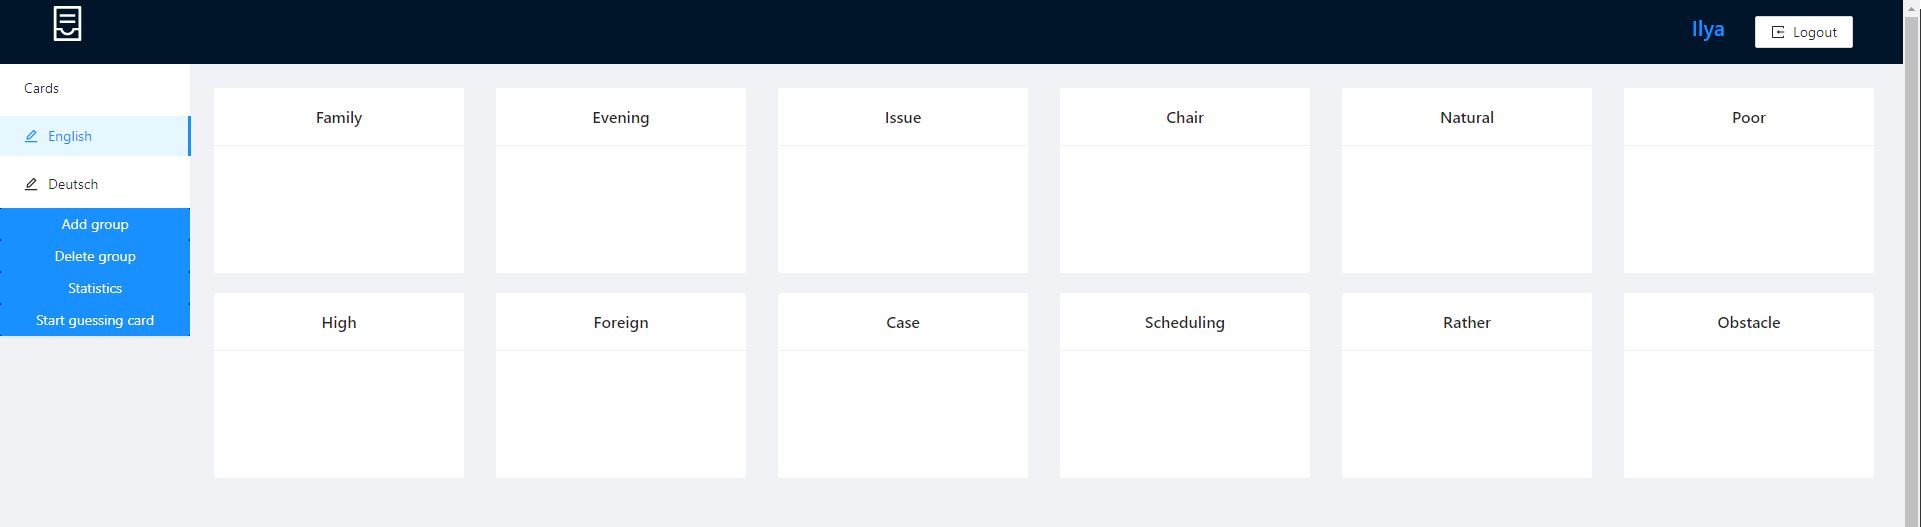 Ilya
Logout
Cards
English
Deutsch
Add group
Delete group
Statistics
Start guessing card
Family
Evening
Issue
Chair
Natural
Poor
High
Foreign
Case
Scheduling
Rather
Obstacle